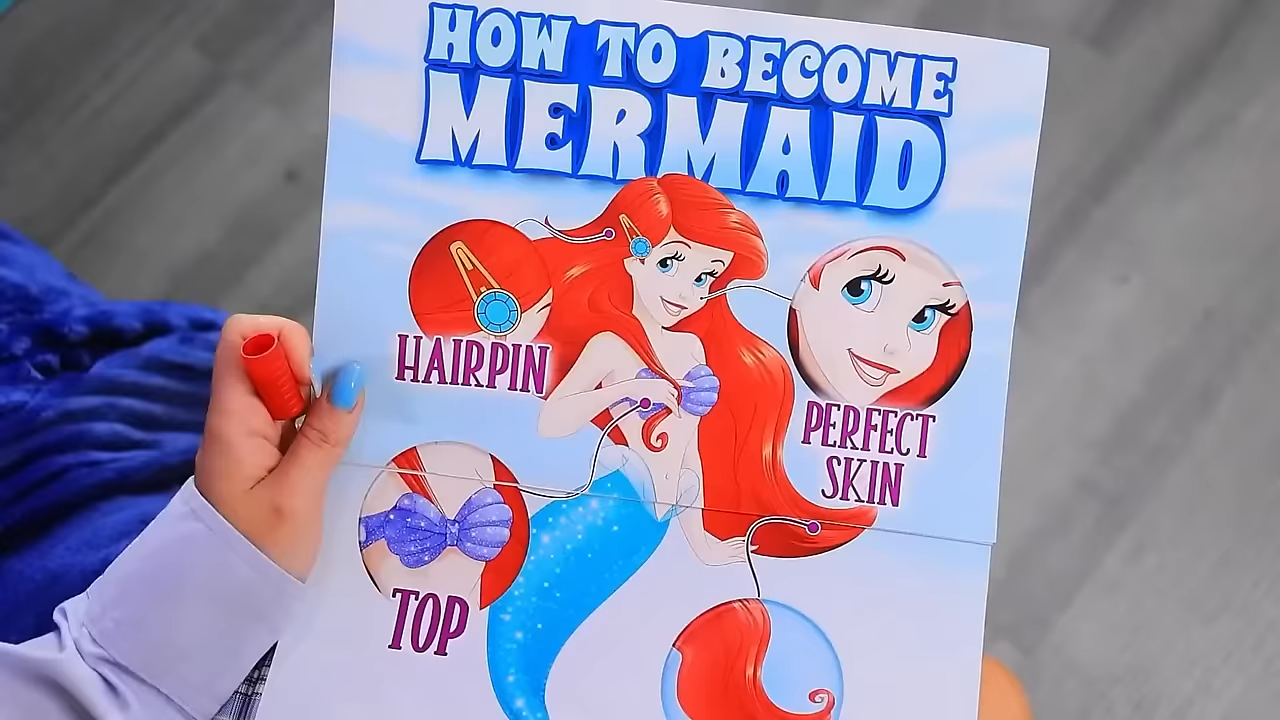 HOW TO BECOME
MERMAID
HAIRPIN
PERFECT
SKIN
TOP